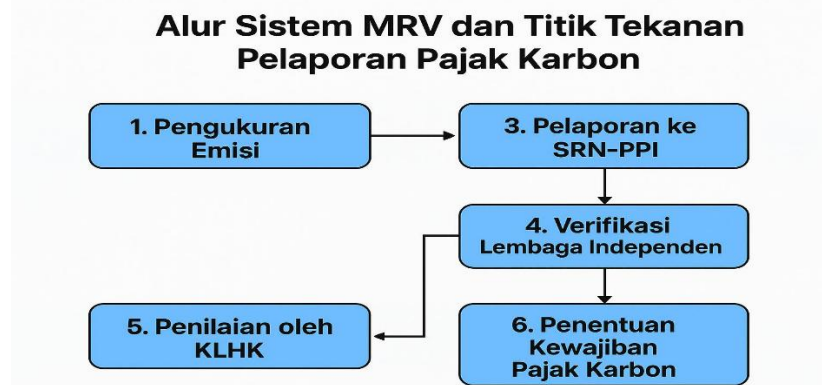 Alur Sistem MRV dan Titik Tekanan
Pelaporan Pajak Karbon
1. Pengukuran
Emisi
3. Pelaporan ke
SRN-PPI
4. Verifikasi
Lembaga Independen
5. Penilaian oleh
KLHK
6. Penentuan
Kewajiban
Pajak Karbon